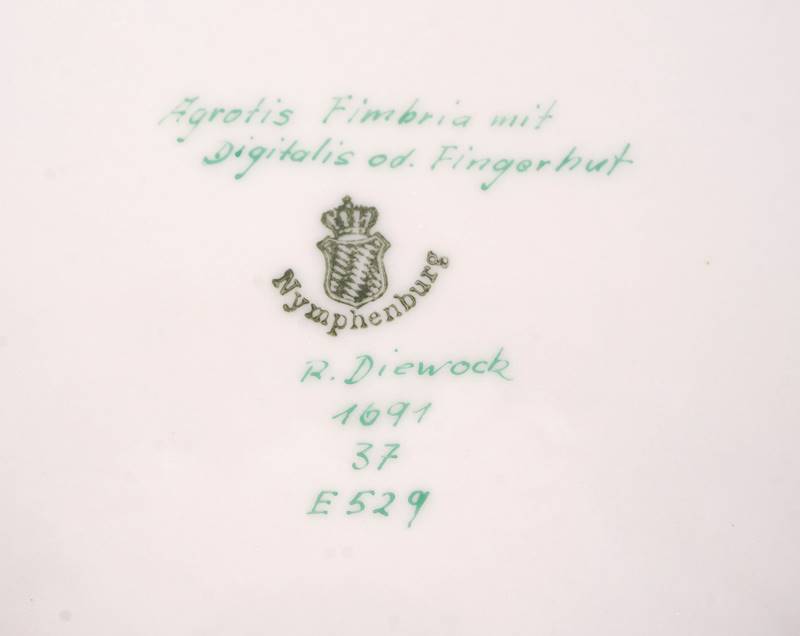 Agrotis Fimbria mit
Digitalis od. Fingerhut
Nymphenburg
R. Diewock
1691
37
E 529